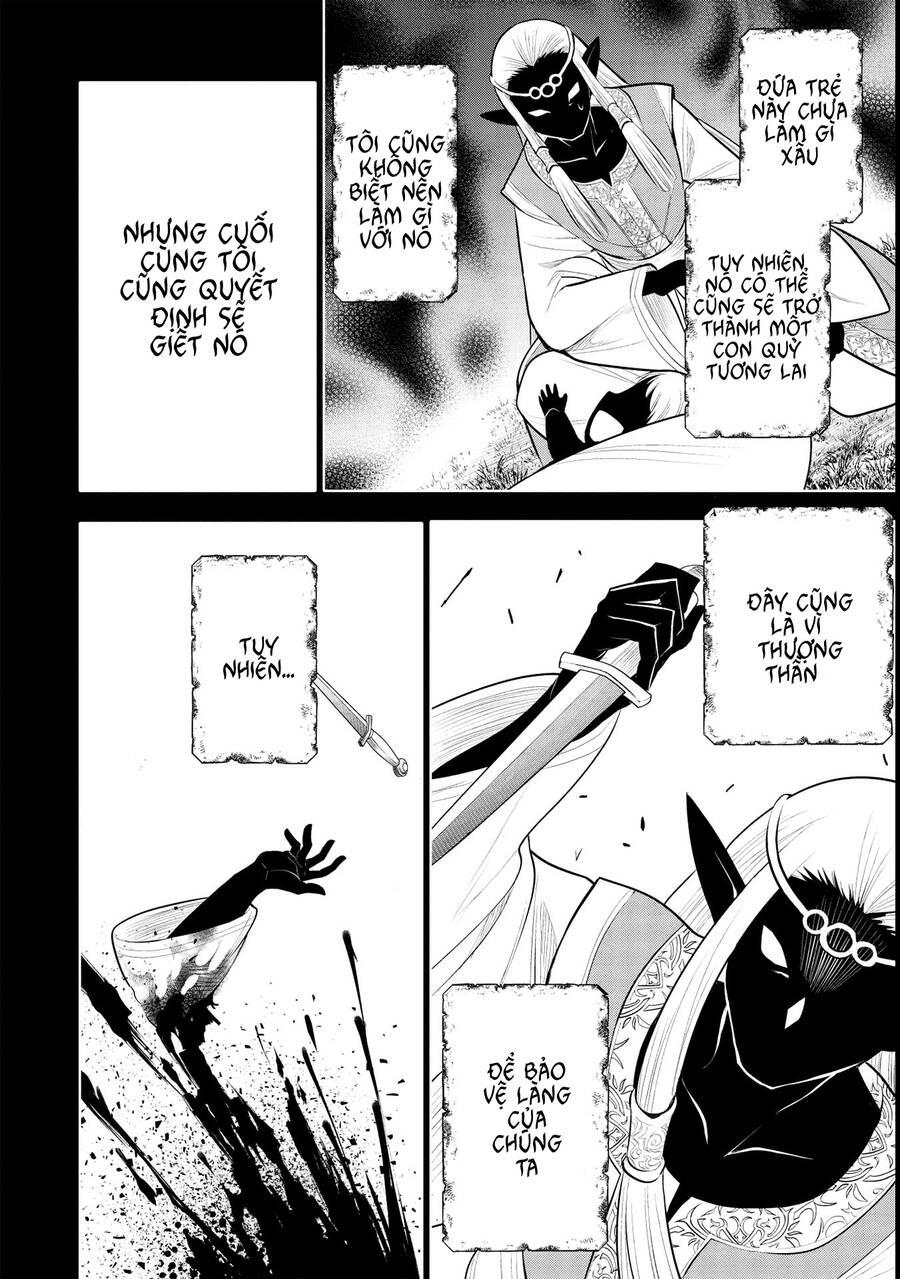 ĐỨA TRẺ
NÀY CHƯA
LÀM GÌ
XẤU
TUY NHIÊN,
NÓ CÓ THỂ
CŨNG SẼ TRỞ
THÀNH MỘT
CON QUỶ
TƯƠNG LAI
TÔI CŨNG
KHÔNG
BIẾT NÊN
LÀM GÌ
VỚI NÓ
NHƯNG CUỐI
CÙNG TÔI
CŨNG QUYẾT
ĐỊNH SẼ
GIẾT NÓ
ĐÂY CŨNG
LÀ VÌ
THƯỢNG
THẦN
ĐỂ BẢO
VỆ LÀNG
CỦA
CHÚNG
TA
TUY
NHIÊN...